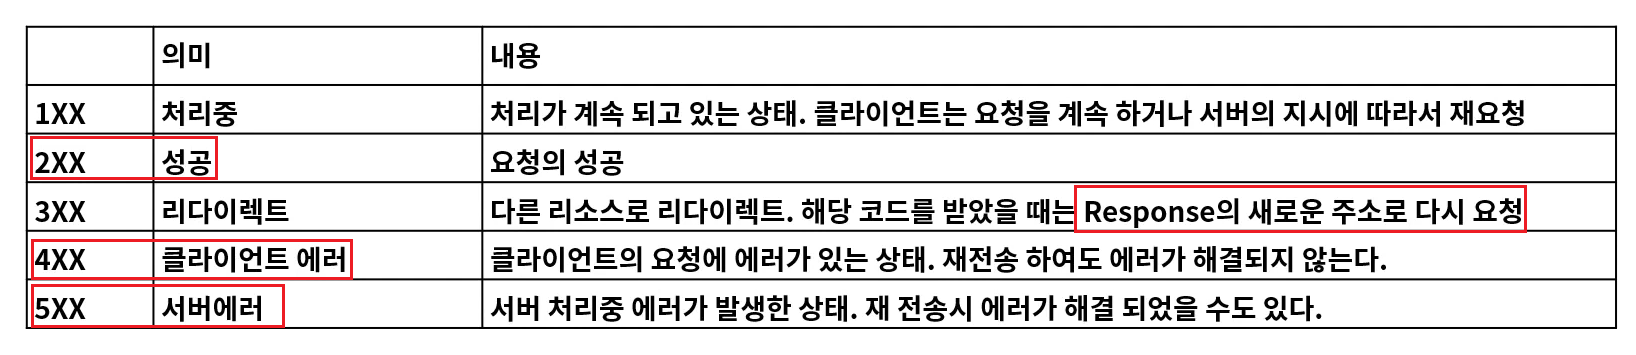 의미 내용
1XX 처리중 처리가 계속 되고 있는 상태. 클라이언트는 요청을 계속 하거나 서버의 지시에 따라서 재요청
2XX 성공 요청의 성공
3XX 리다이렉트 다른 리소스로 리다이렉트. 해당 코드를 받았을 때는 Response의 새로운 주소로 다시 요청
4XX 클라이언트 에러 클라이언트의 요청에 에러가 있는 상태. 재전송 하여도 에러가 해결되지 않는다.
5XX 서버에러 서버 처리중 에러가 발생한 상태. 재 전송시 에러가 해결 되었을 수도 있다.